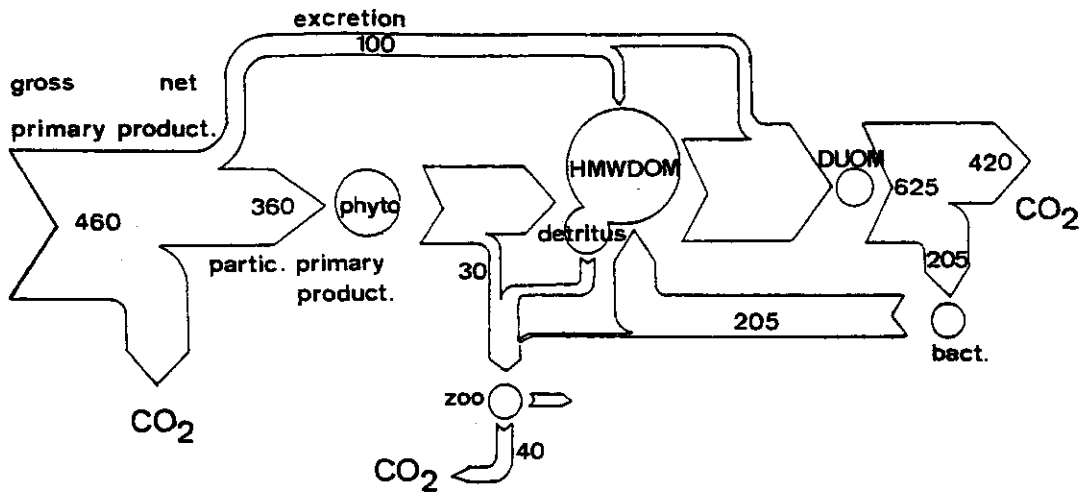 excretion
100
gross net
primary product.
460
360
phyto
partic. primary
product.
CO₂
HMWDOM
detritus
30
DUOM
625
420
CO₂
205
205
bact.
zoo
40
CO₂